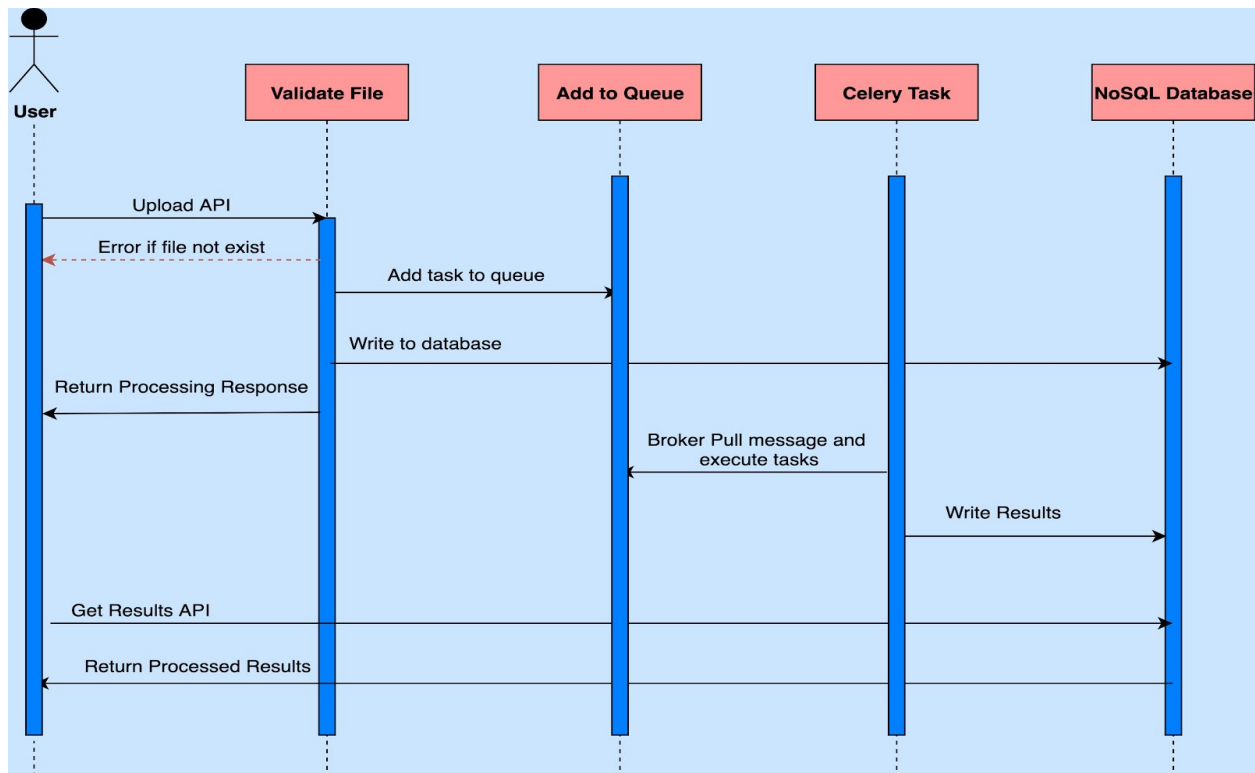 User
Validate File
Add to Queue
Celery Task
NoSQL Database
Upload API
Error if file not exist
Add task to queue
Write to database
Return Processing Response
Broker Pull message and
execute tasks
Write Results
Get Results API
Return Processed Results